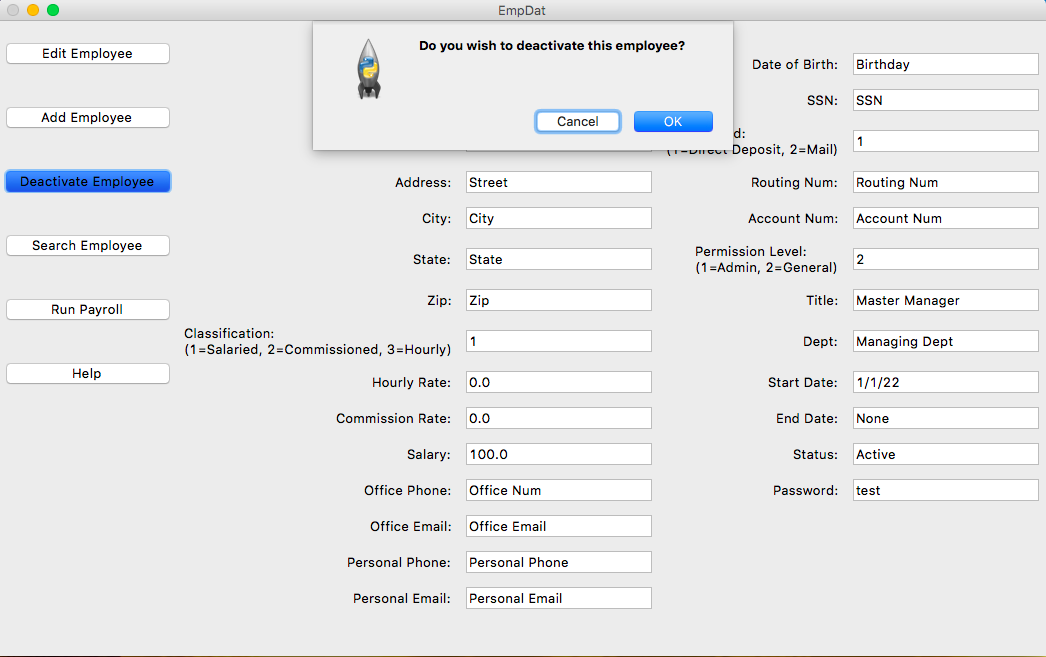 EmpDat
Edit Employee
Add Employee
Deactivate Employee
Search Employee
Run Payroll
Help
Do you wish to deactivate this employee?
Cancel
OK
Address:
Street
City:
City
State:
State
Zip:
Zip
Classification:
(1=Salaried, 2=Commissioned, 3=Hourly)
1
Hourly Rate:
0.0
Commission Rate:
0.0
Salary:
100.0
Office Phone:
Office Num
Office Email:
Office Email
Personal Phone:
Personal Phone
Personal Email:
Personal Email
Date of Birth:
Birthday
SSN:
SSN
(1=Direct Deposit, 2=Mail)
1
Routing Num:
Routing Num
Account Num:
Account Num
Permission Level:
(1=Admin, 2=General)
2
Title:
Master Manager
Dept:
Managing Dept
Start Date:
1/1/22
End Date:
None
Status:
Active
Password:
test